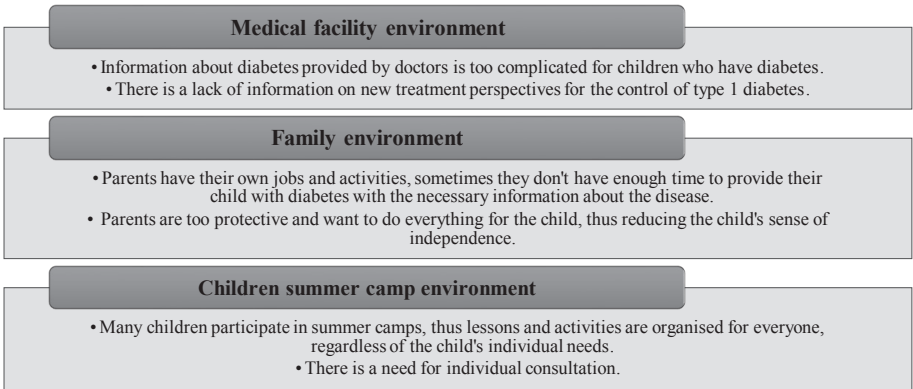 Medical facility environment
• Information about diabetes provided by doctors is too complicated for children who have diabetes.
• There is a lack of information on new treatment perspectives for the control of type 1 diabetes.
Family environment
• Parents have their own jobs and activities, sometimes they don't have enough time to provide their
child with diabetes with the necessary information about the disease.
• Parents are too protective and want to do everything for the child, thus reducing the child's sense of
independence.
Children summer camp environment
• Many children participate in summer camps, thus lessons and activities are organised for everyone,
regardless of the child's individual needs.
• There is a need for individual consultation.